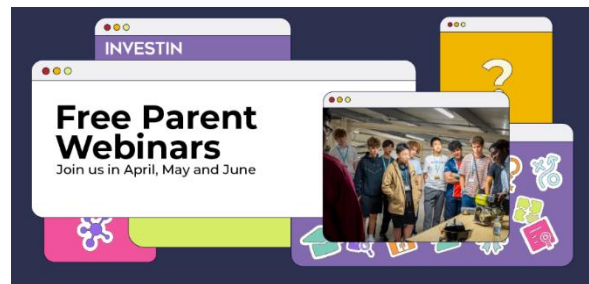 INVESTIN
Free Parent
Webinars
Join us in April, May and June
?